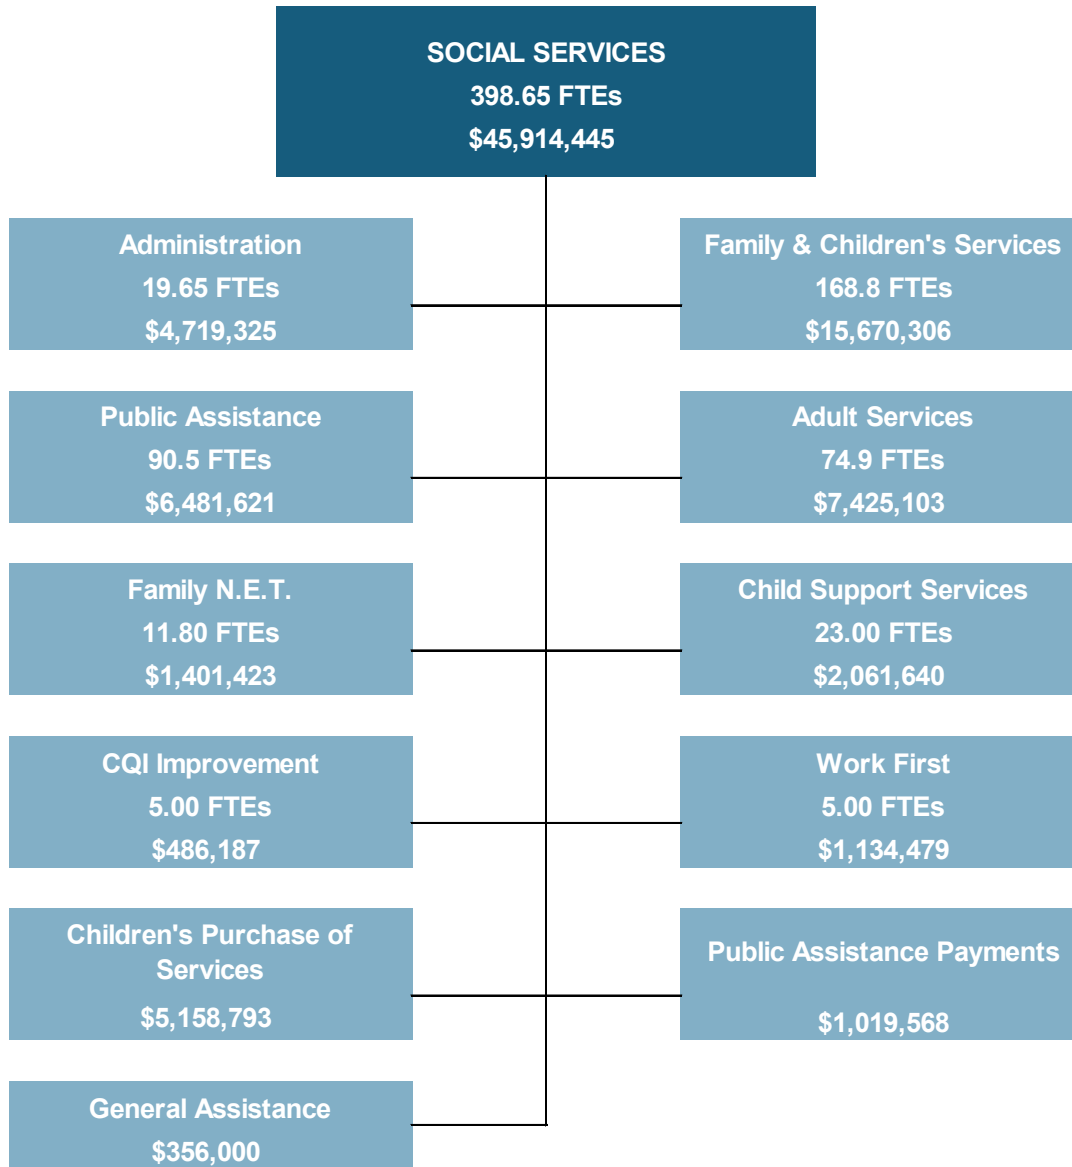 SOCIAL SERVICES
398.65 FTEs
$45,914,445
Administration
19.65 FTEs
$4,719,325
Family & Children's Services
168.8 FTEs
$15,670,306
Public Assistance
90.5 FTEs
$6,481,621
Adult Services
74.9 FTEs
$7,425,103
Family N.E.T.
11.80 FTEs
$1,401,423
Child Support Services
23.00 FTEs
$2,061,640
CQI Improvement
5.00 FTEs
$486,187
Work First
5.00 FTEs
$1,134,479
Children's Purchase of
Services
$5,158,793
Public Assistance Payments
$1,019,568
General Assistance
$356,000